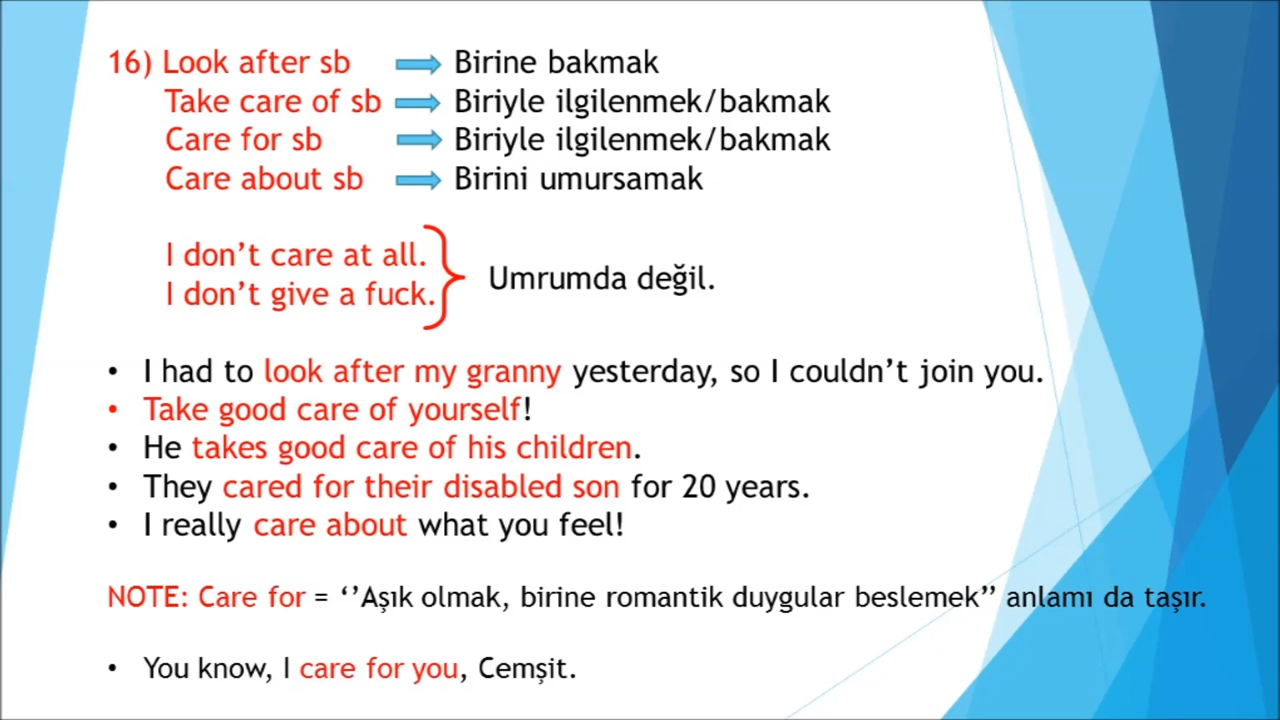 16) Look after sb Birine bakmak
Take care of sb Biriyle ilgilenmek/bakmak
Care for sb Biriyle ilgilenmek/bakmak
Care about sb Birini umursamak
I don’t care at all.
I don’t give a fuck.
Umrumda değil.
• I had to look after my granny yesterday, so I couldn’t join you.
• Take good care of yourself!
• He takes good care of his children.
• They cared for their disabled son for 20 years.
• I really care about what you feel!
NOTE: Care for = ‘’Aşık olmak, birine romantik duygular beslemek’’ anlamı da taşır.
• You know, I care for you, Cemşit.